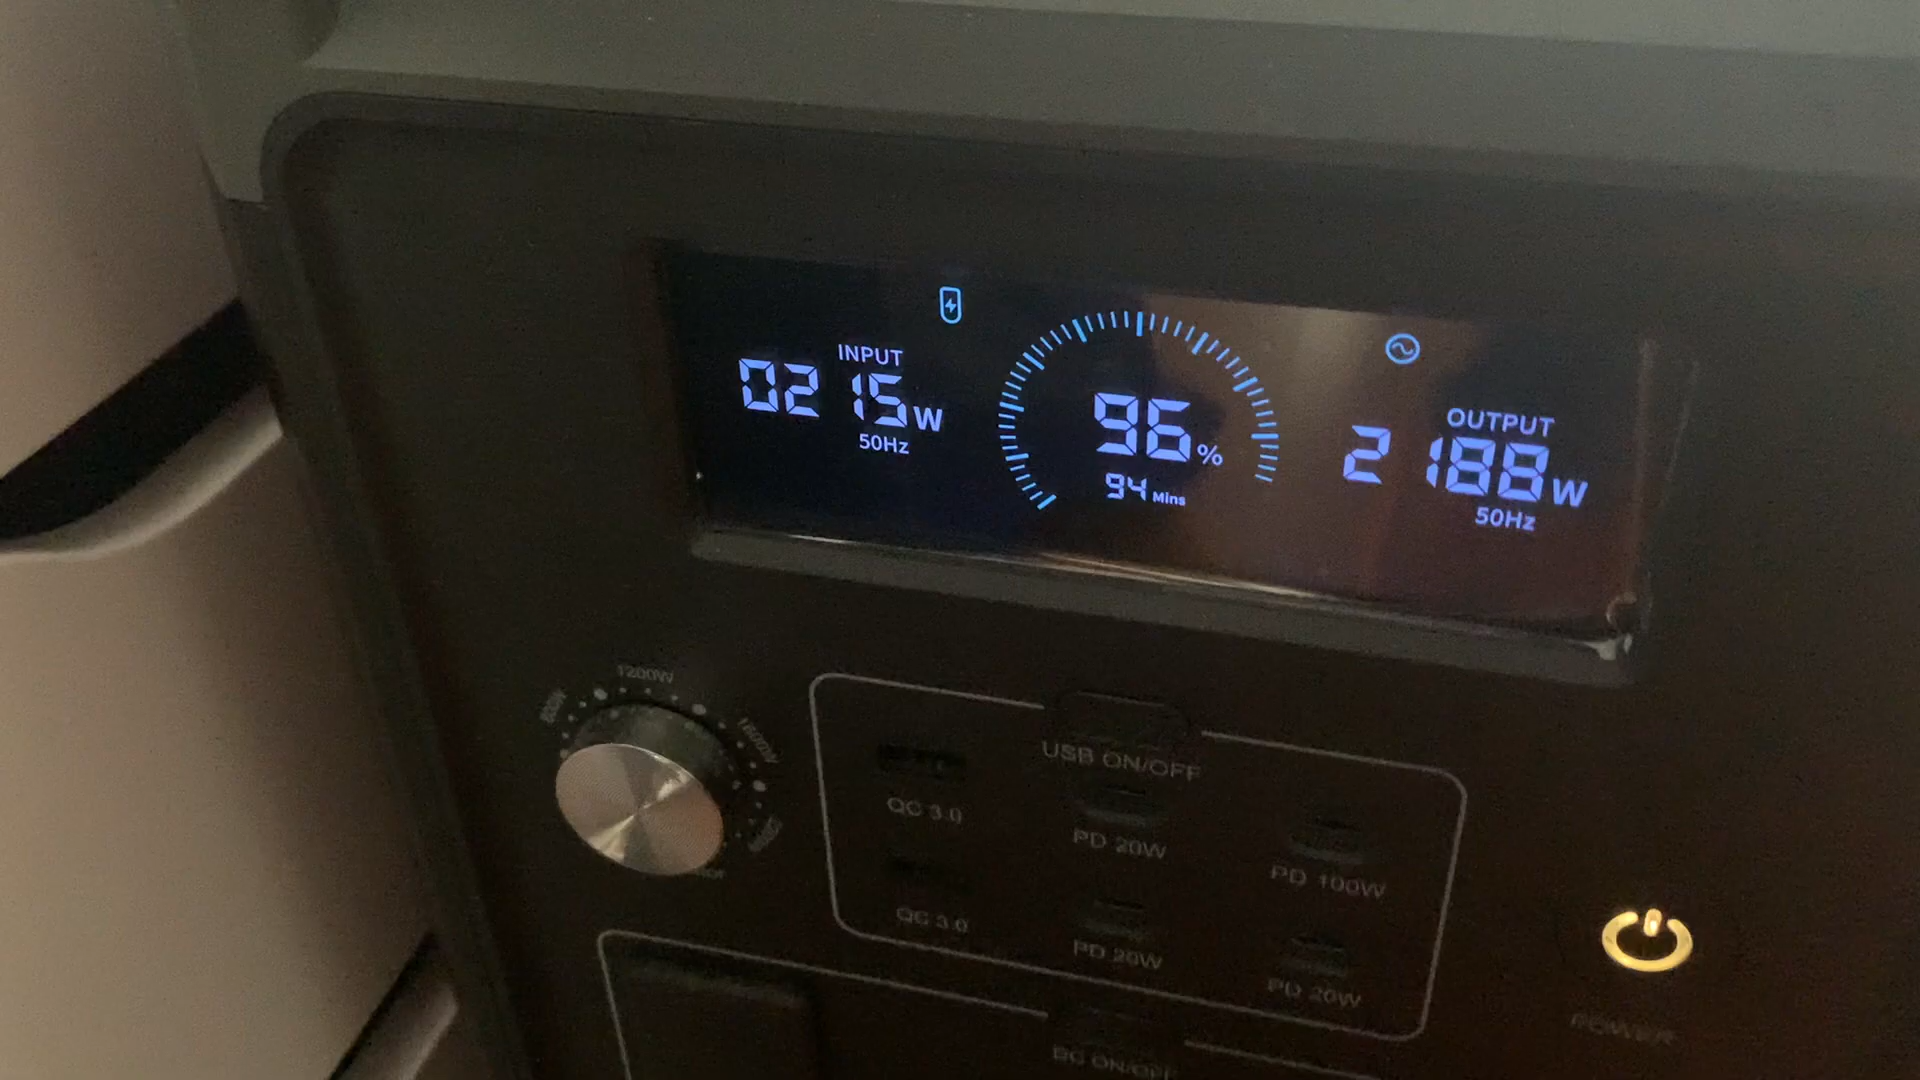 INPUT
0215W
50Hz
96%
94 Mins
OUTPUT
2188W
50Hz
1200W
1800W
USB ON/OFF
QC 3.0
PD 20W
PD 100W
QC 3.0
PD 20W
PD 20W
POWER
DC ON/OFF